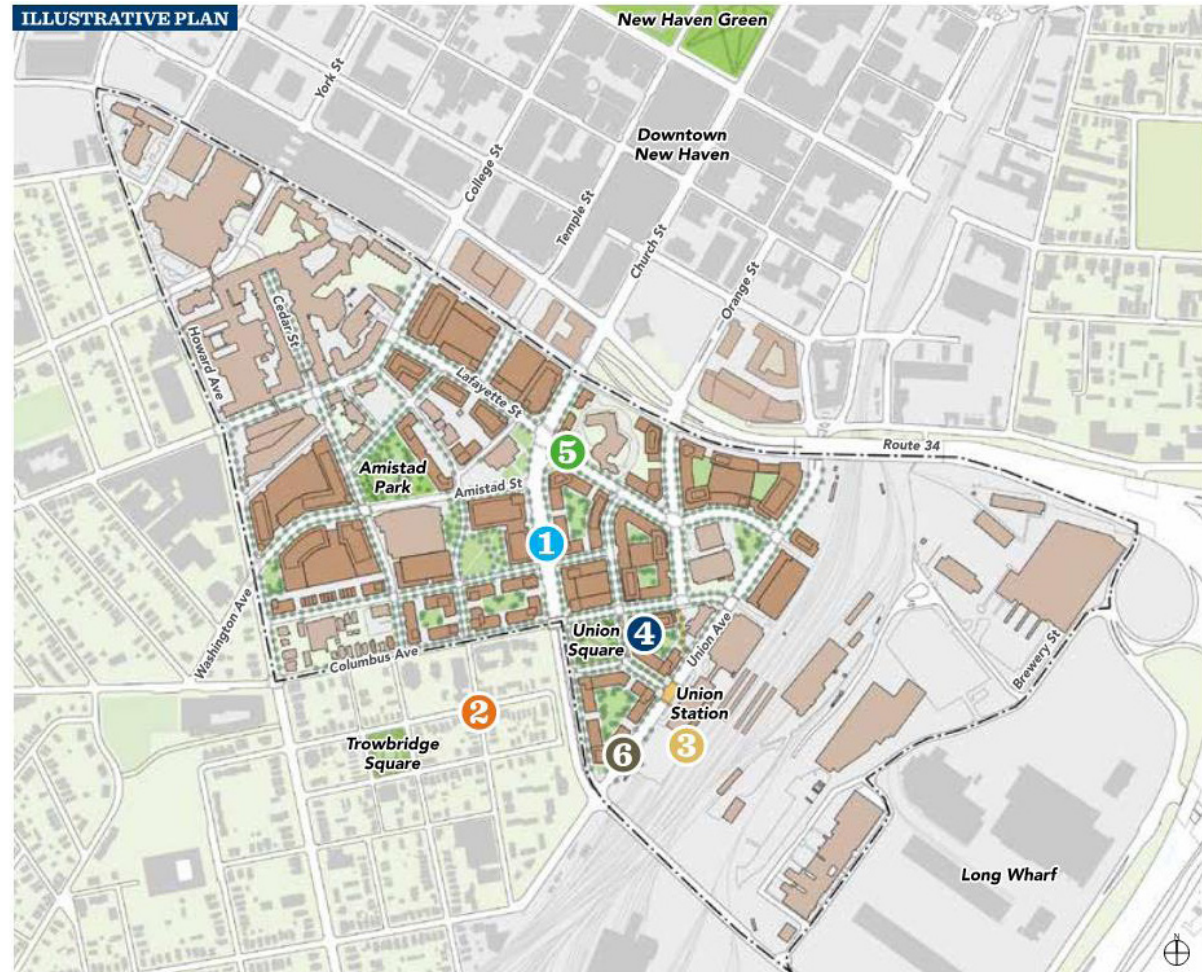 ILLUSTRATIVE PLAN
New Haven Green
York St
College St
Downtown
New Haven
Temple St
Church St
Orange St
Cedar St
Howard Ave
Lafayette St
Route 34
5
Amistad
Park
Amistad St
1
Washington Ave
Columbus Ave
Union
Square
4
Union Ave
Brewery St
2
Union
Station
3
Trowbridge
Square
6
Long Wharf
N